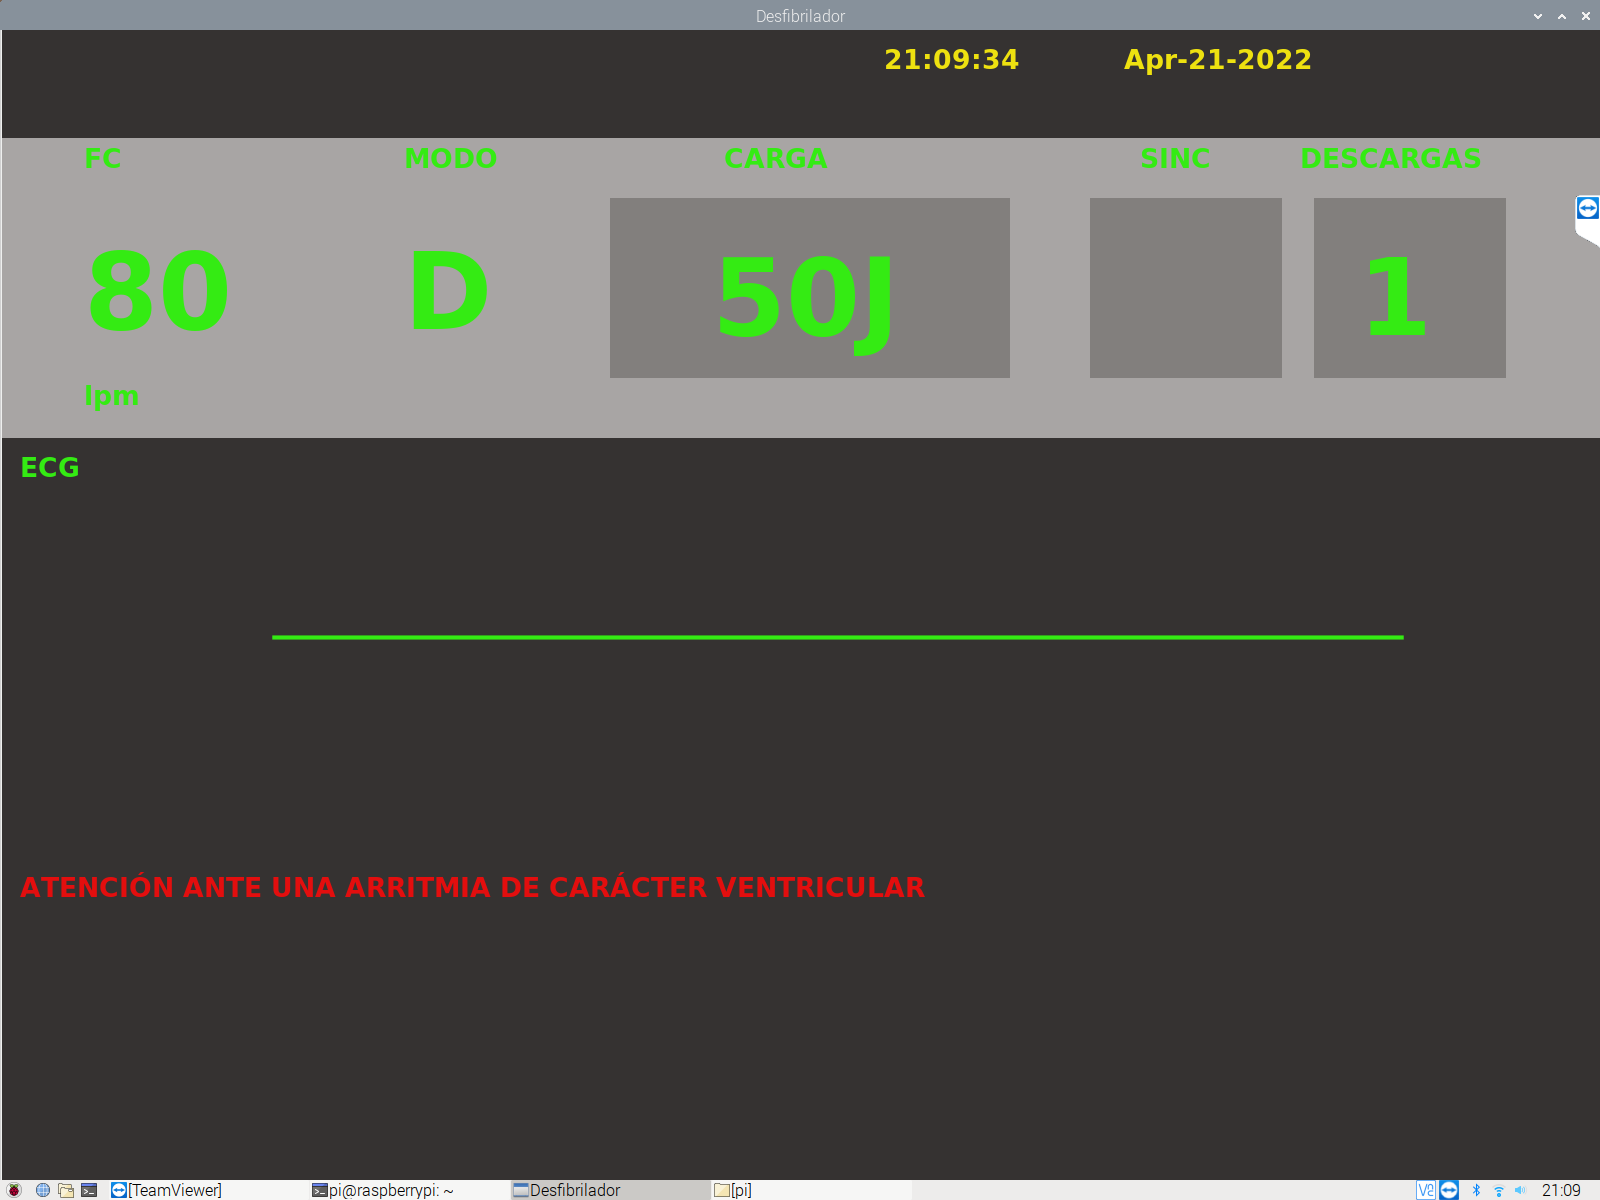 Desfibrilador
21:09:34 Apr-21-2022
FC MODO CARGA SINC DESCARGAS
80 D 50J 1
lpm
ECG
ATENCIÓN ANTE UNA ARRITMIA DE CARÁCTER VENTRICULAR
[TeamViewer] pi@raspberrypi: ~ Desfibrilador [pi] 21:09